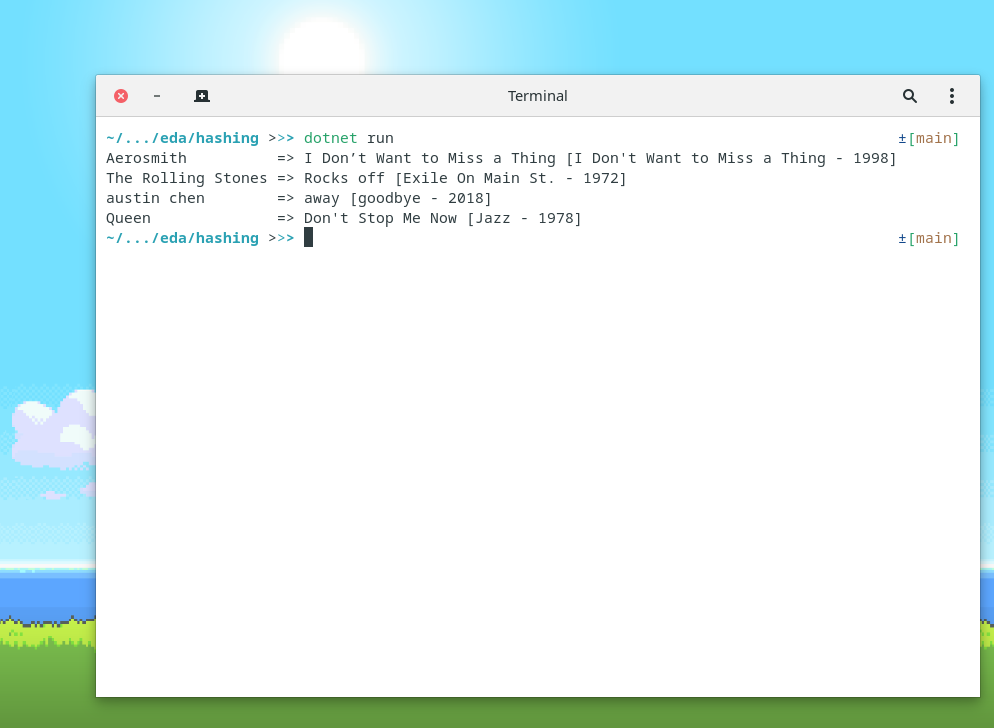 Terminal
~/.../eda/hashing >>> dotnet run ±[main]
Aerosmith => I Don’t Want to Miss a Thing [I Don't Want to Miss a Thing - 1998]
The Rolling Stones => Rocks off [Exile On Main St. - 1972]
austin chen => away [goodbye - 2018]
Queen => Don't Stop Me Now [Jazz - 1978]
~/.../eda/hashing >>> ±[main]